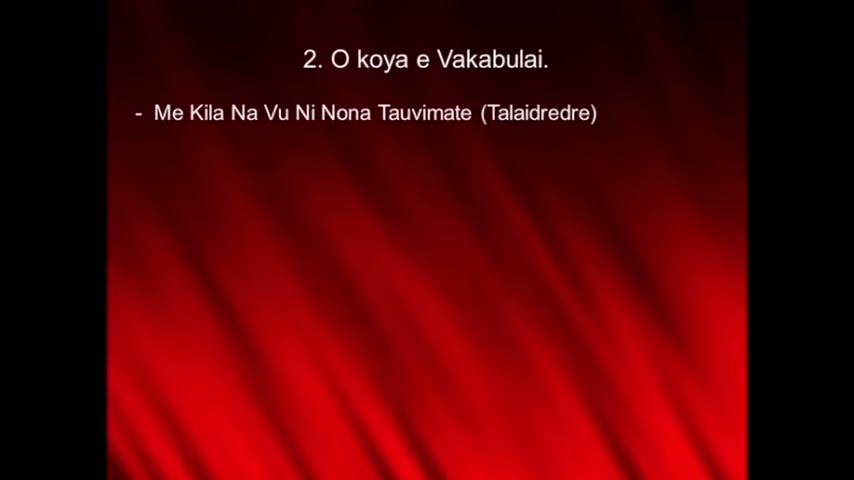 2. O koya e Vakabulai.
- Me Kila Na Vu Ni Nona Tauvimate (Talaidredre)